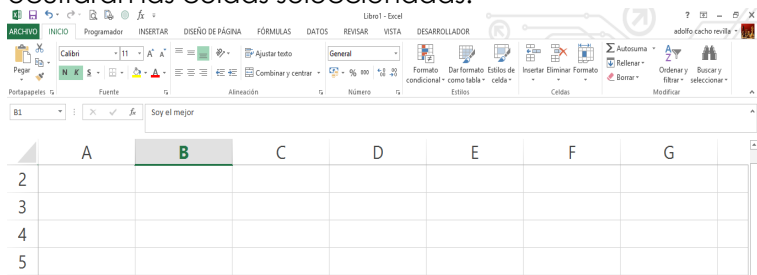 ocultaran las celdas seleccionadas.
Libro1 - Excel
ARCHIVO INICIO Programador INSERTAR DISEÑO DE PÁGINA FÓRMULAS DATOS REVISAR VISTA DESARROLLADOR adolfo cacho revilla
Pegar Calibri 11 A A Ajustar texto General Formato condicional Dar formato como tabla Estilos de celda Insertar Eliminar Formato Autosuma Rellenar Borrar Ordenar y filtrar Buscar y seleccionar
N K S A Combinar y centrar % 000
Portapapeles Fuente Alineación Número Estilos Celdas Modificar
B1 fx Soy el mejor
A B C D E F G
2
3
4
5